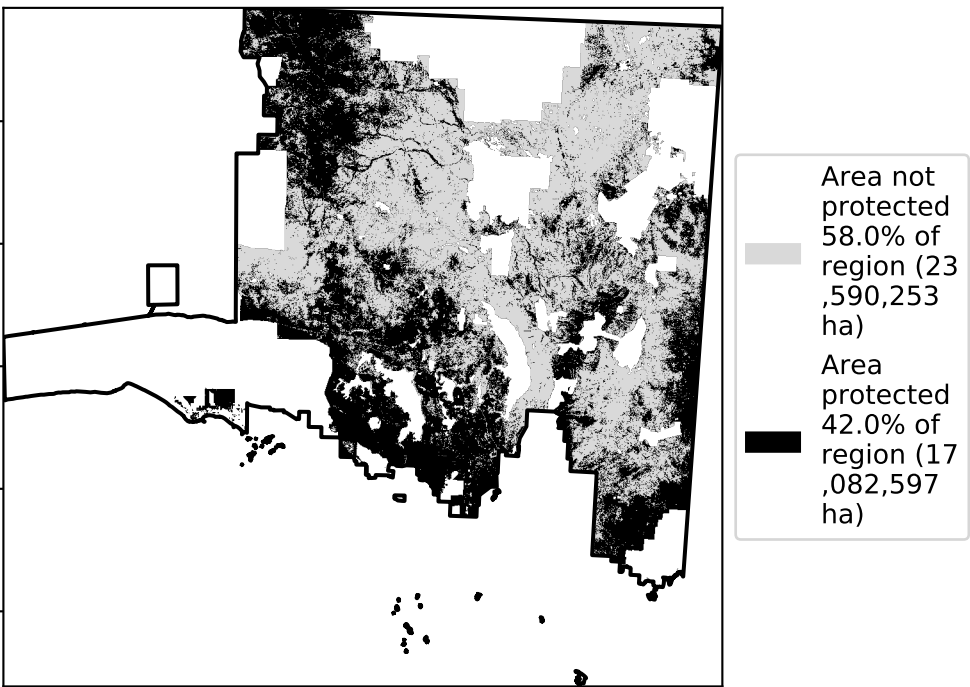 Area not
protected
58.0% of
region (23
,590,253
ha)
Area
protected
42.0% of
region (17
,082,597
ha)